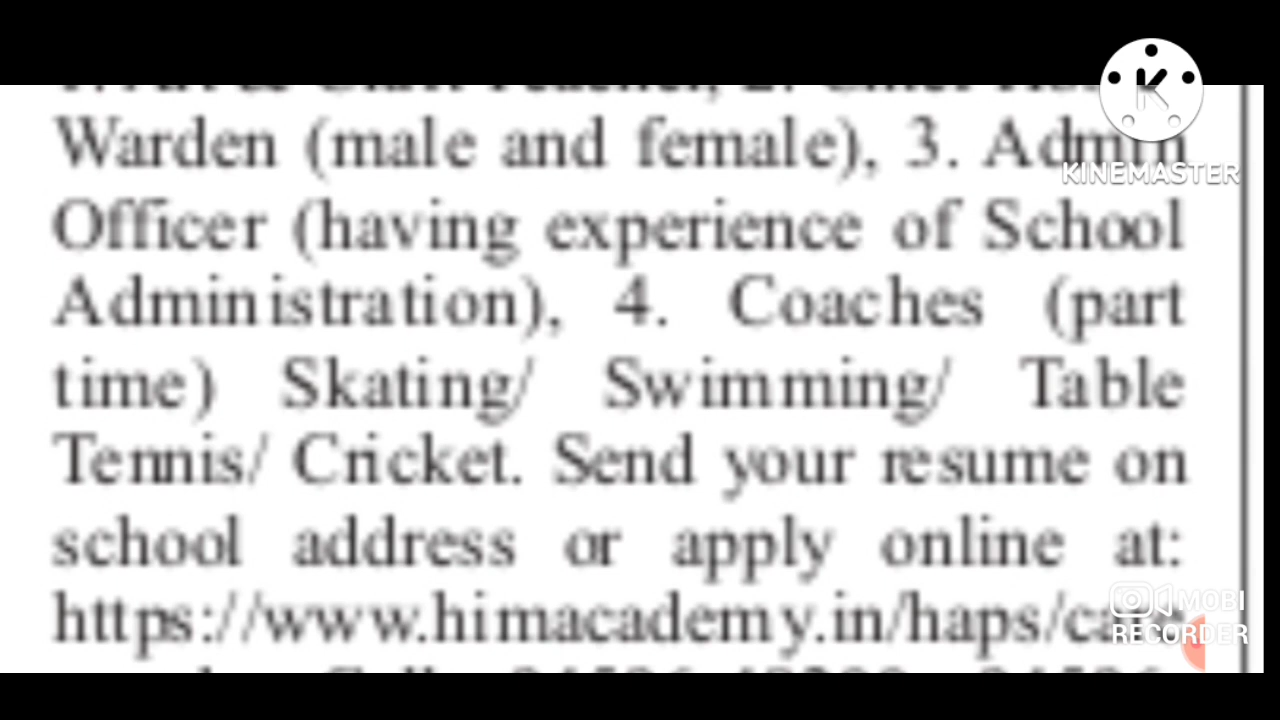 Warden (male and female), 3. Admin
Officer (having experience of School
Administration), 4. Coaches (part
time) Skating/ Swimming/ Table
Tennis/ Cricket. Send your resume on
school address or apply online at:
https://www.himacademy.in/haps/ca
KINEMASTER
MOBI
RECORDER